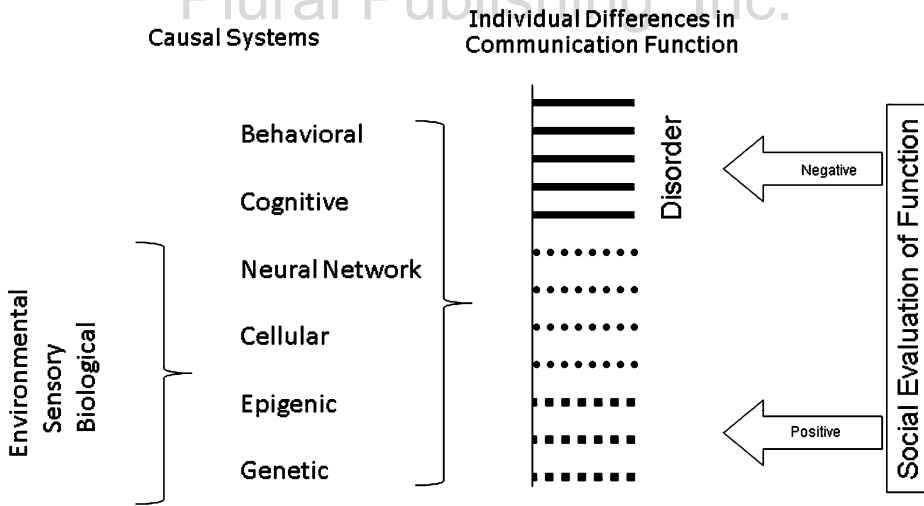 Plural Publishing, Inc.
Causal Systems
Individual Differences in
Communication Function
Behavioral
Cognitive
Neural Network
Cellular
Epigenic
Genetic
Environmental
Sensory
Biological
Disorder
Negative
Positive
Social Evaluation of Function